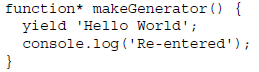 function* makeGenerator() {
  yield 'Hello World';
  console.log('Re-entered');
}